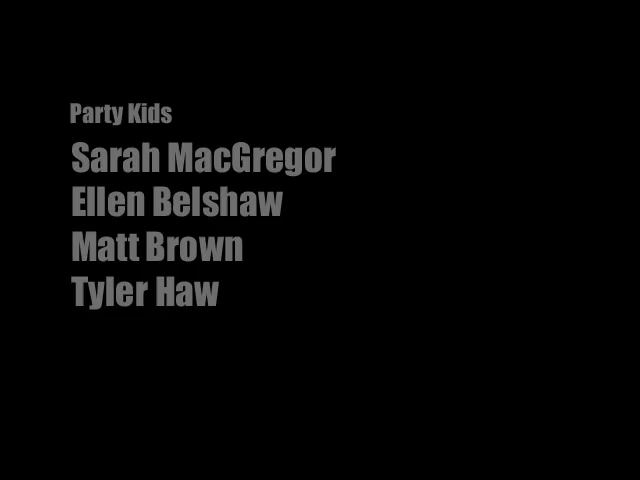 Party Kids
Sarah MacGregor
Ellen Belshaw
Matt Brown
Tyler Haw